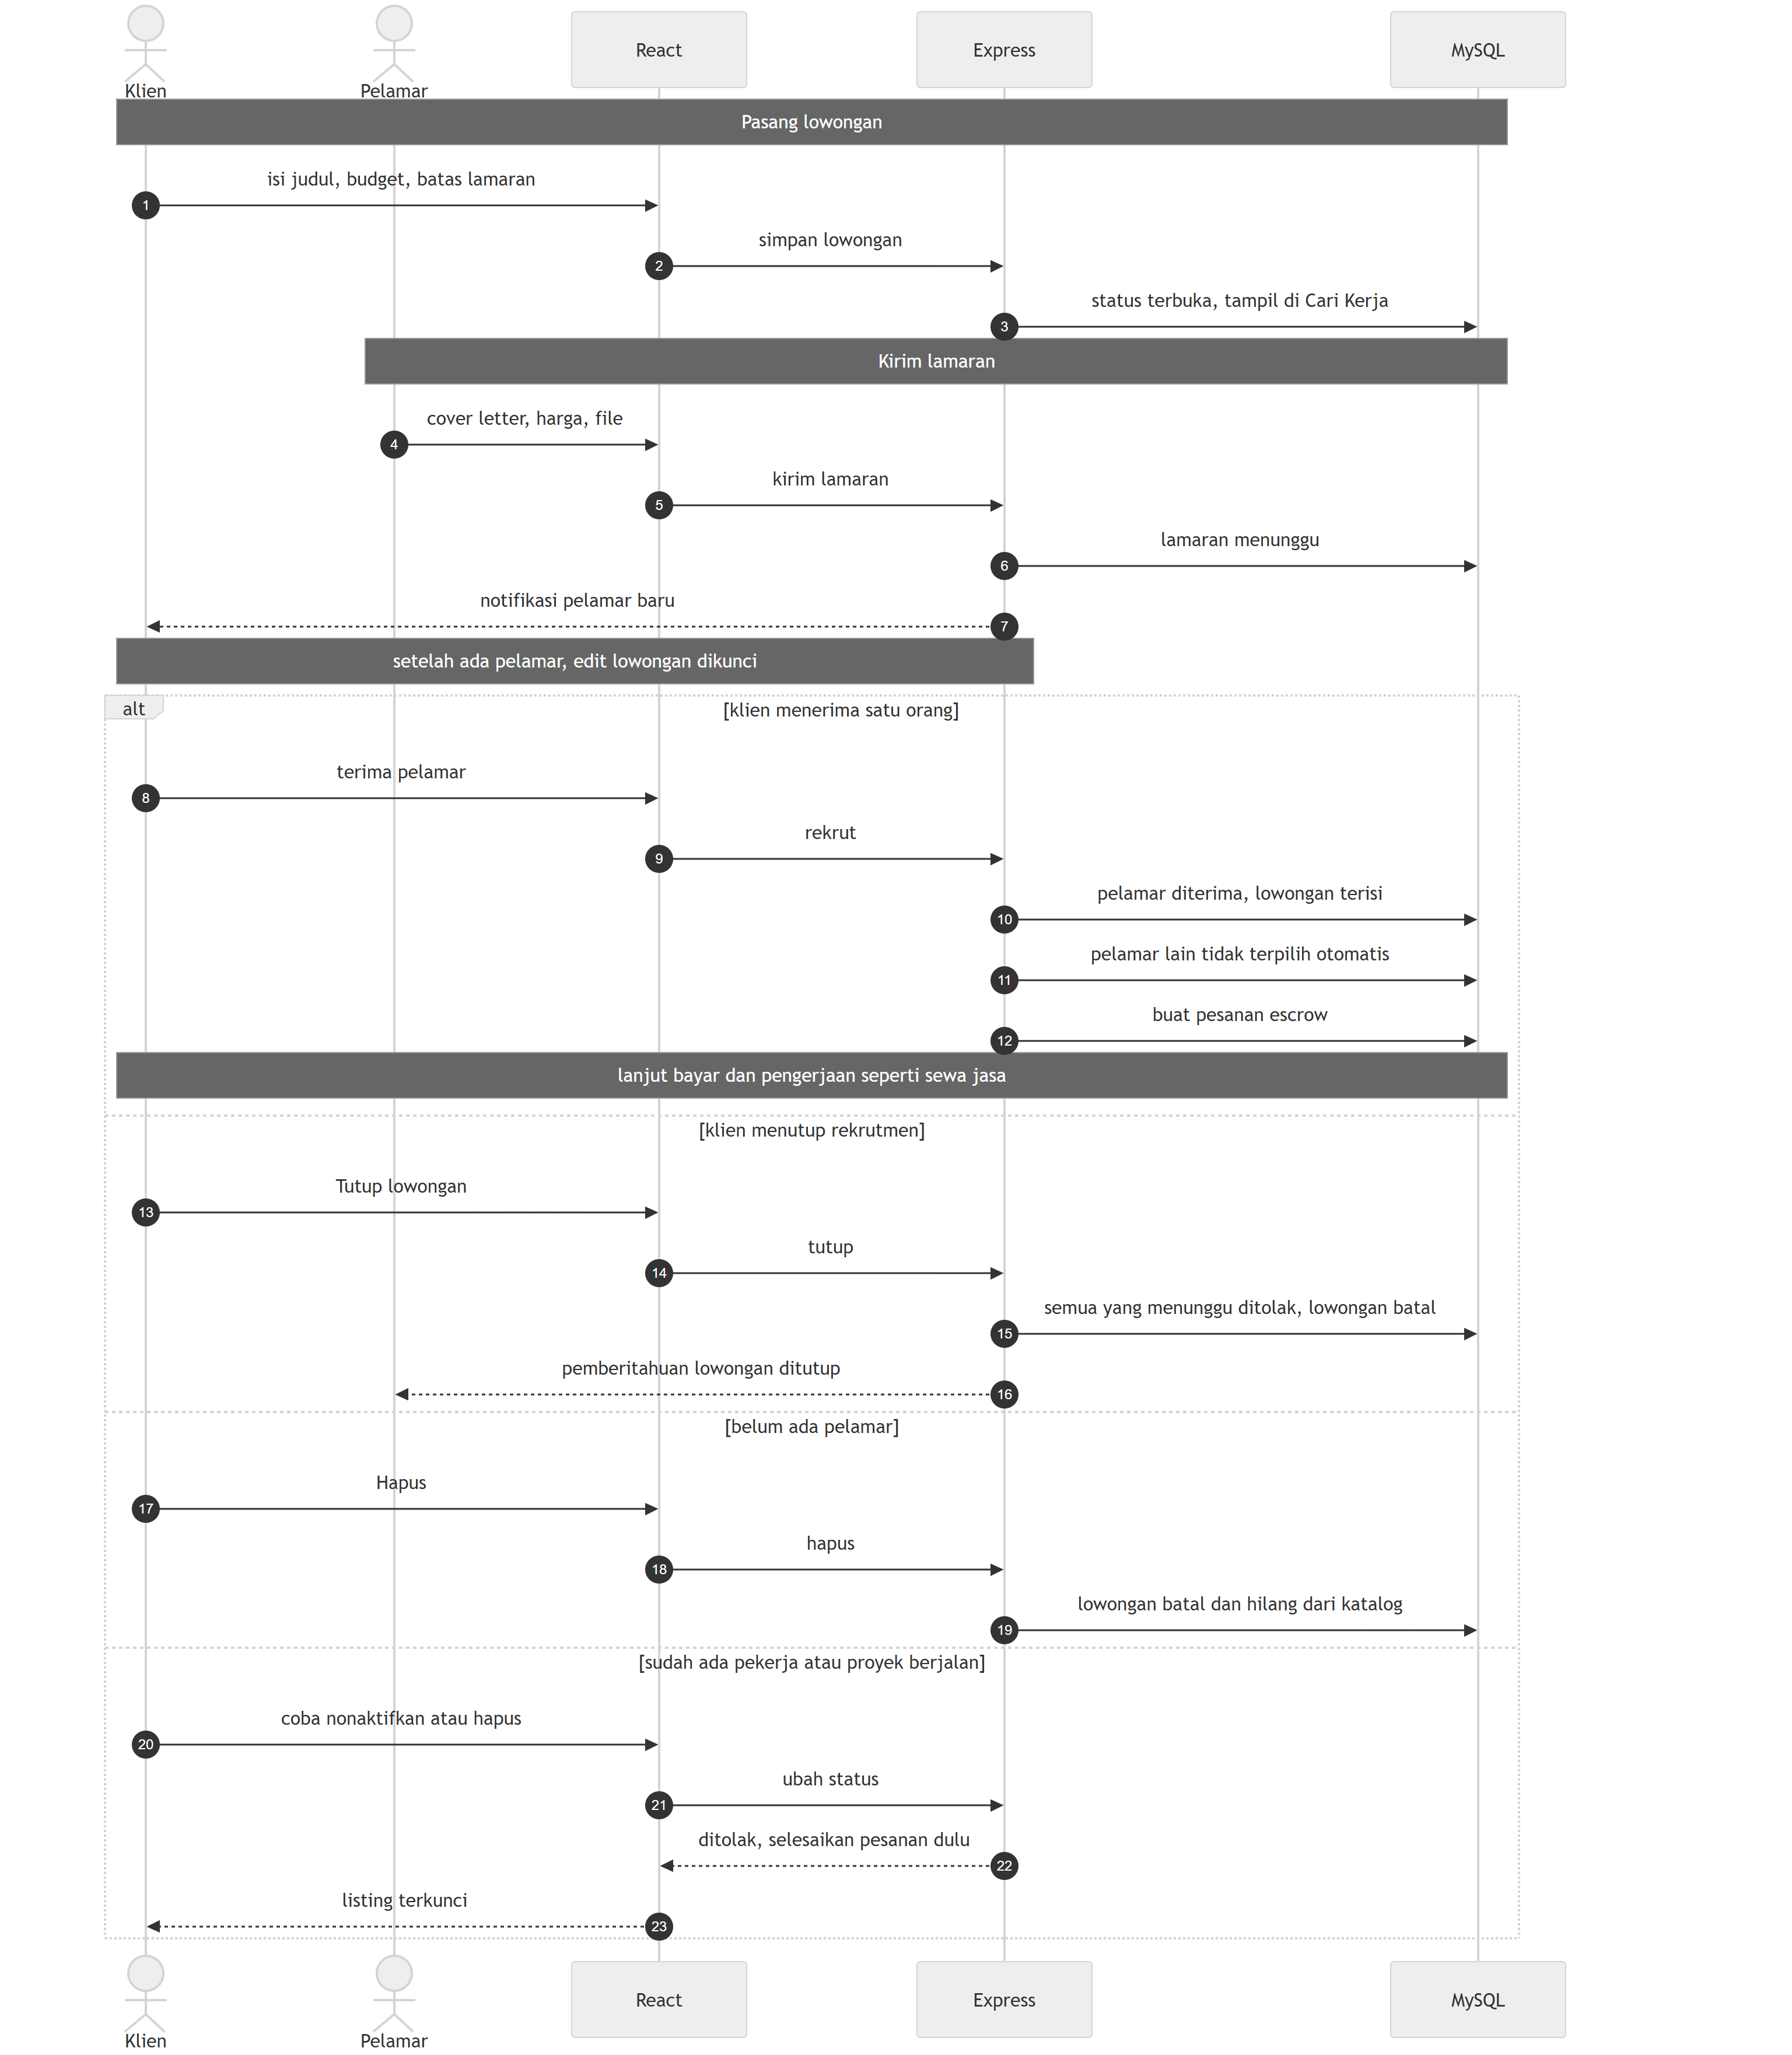 Klien
Pelamar
React
Express
MySQL
Pasang lowongan
isi judul, budget, batas lamaran
1
simpan lowongan
2
status terbuka, tampil di Cari Kerja
3
Kirim lamaran
cover letter, harga, file
4
kirim lamaran
5
lamaran menunggu
6
notifikasi pelamar baru
7
setelah ada pelamar, edit lowongan dikunci
alt
[klien menerima satu orang]
terima pelamar
8
rekrut
9
pelamar diterima, lowongan terisi
10
pelamar lain tidak terpilih otomatis
11
buat pesanan escrow
12
lanjut bayar dan pengerjaan seperti sewa jasa
[klien menutup rekrutmen]
Tutup lowongan
13
tutup
14
semua yang menunggu ditolak, lowongan batal
15
pemberitahuan lowongan ditutup
16
[belum ada pelamar]
Hapus
17
hapus
18
lowongan batal dan hilang dari katalog
19
[sudah ada pekerja atau proyek berjalan]
coba nonaktifkan atau hapus
20
ubah status
21
ditolak, selesaikan pesanan dulu
22
listing terkunci
23
Klien
Pelamar
React
Express
MySQL